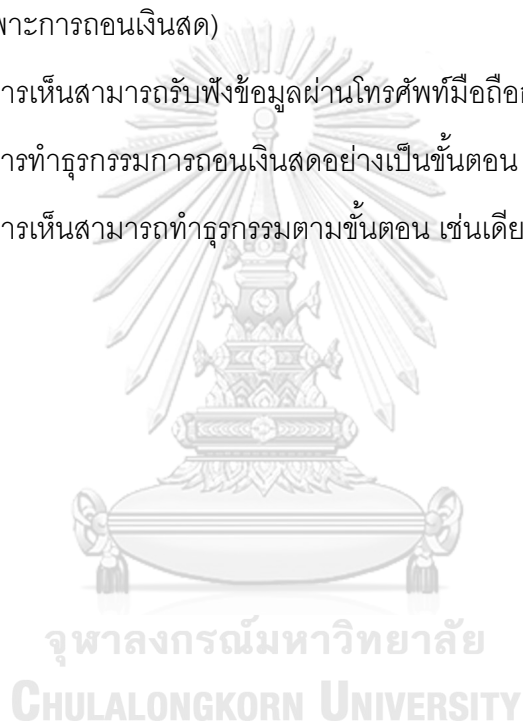 พาะการถอนเงินสด)
การเห็นสามารถรับฟังข้อมูลผ่านโทรศัพท์มือถือ
การทำธุรกรรมการถอนเงินสดอย่างเป็นขั้นตอน
การเห็นสามารถทำธุรกรรมตามขั้นตอน เช่นเดีย
จุฬาลงกรณ์มหาวิทยาลัย
CHULALONGKORN UNIVERSITY